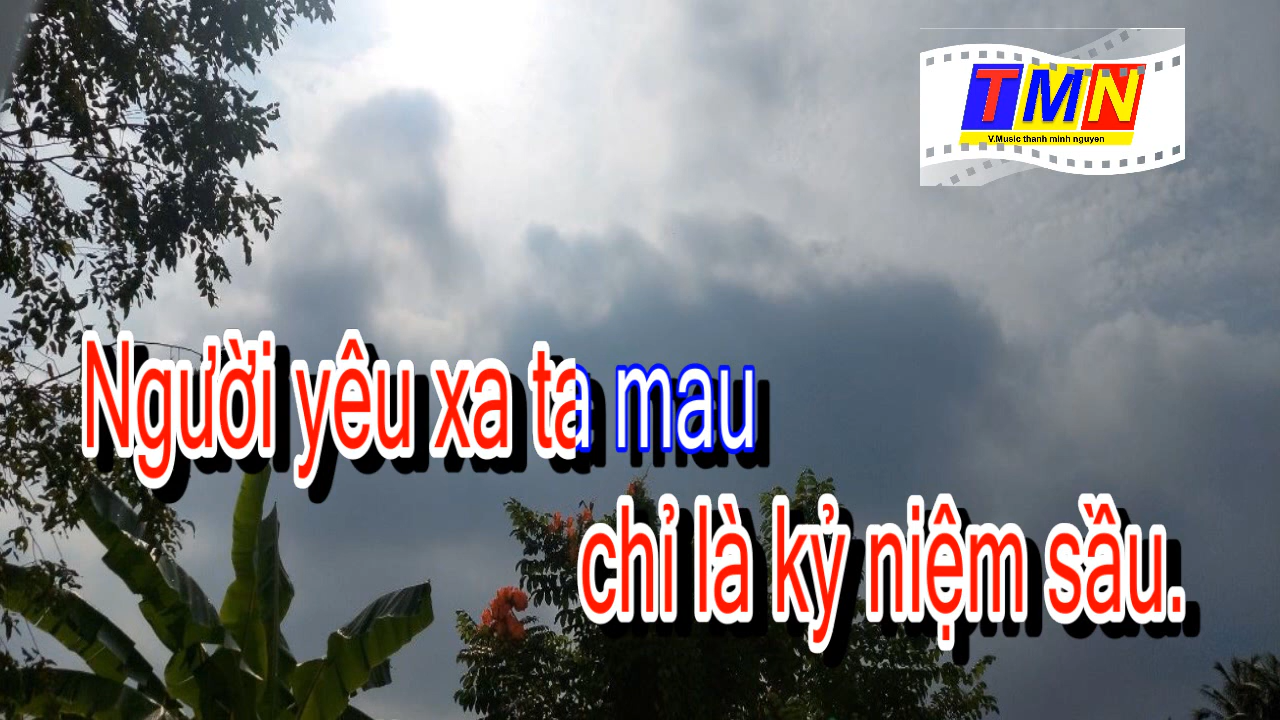 TMN
V.Music thanh minh nguyen
Người yêu xa ta mau
chỉ là kỷ niệm sầu.